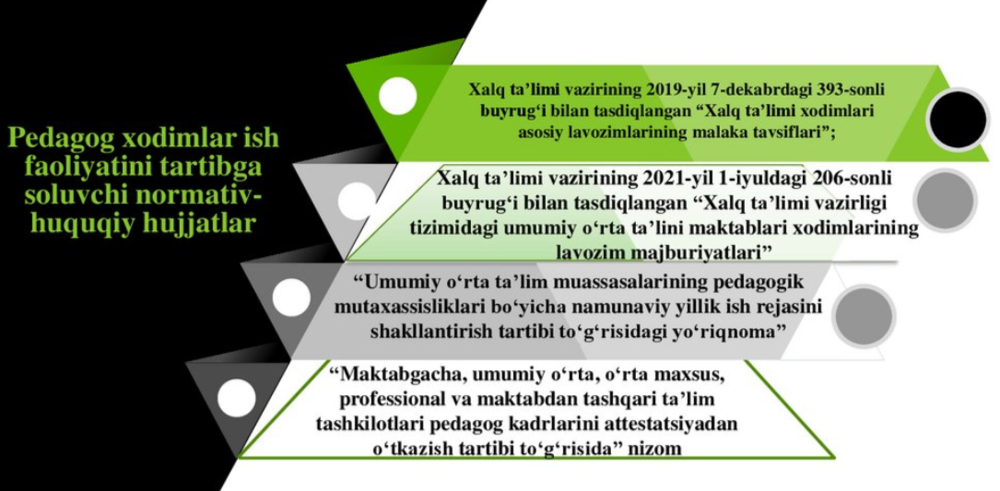 Pedagog xodimlar ish
faoliyatini tartibga
soluvchi normativ-
huquqiy hujjatlar
Xalq ta’limi vazirining 2019-yil 7-dekabrdagi 393-sonli
buyrug‘i bilan tasdiqlangan “Xalq ta’limi xodimlari
asosiy lavozimlarining malaka tavsiflari”;
Xalq ta’limi vazirining 2021-yil 1-iyuldagi 206-sonli
buyrug‘i bilan tasdiqlangan “Xalq ta’limi vazirligi
tizimidagi umumiy o‘rta ta’lini maktablari xodimlarining
lavozim majburiyatlari”
“Umumiy o‘rta ta’lim muassasalarining pedagogik
mutaxassisliklari bo‘yicha namunaviy yillik ish rejasini
shakllantirish tartibi to‘g‘risidagi yo‘riqnoma”
“Maktabgacha, umumiy o‘rta, o‘rta maxsus,
professional va maktabdan tashqari ta’lim
tashkilotlari pedagog kadrlarini attestatsiyadan
o‘tkazish tartibi to‘g‘risida” nizom